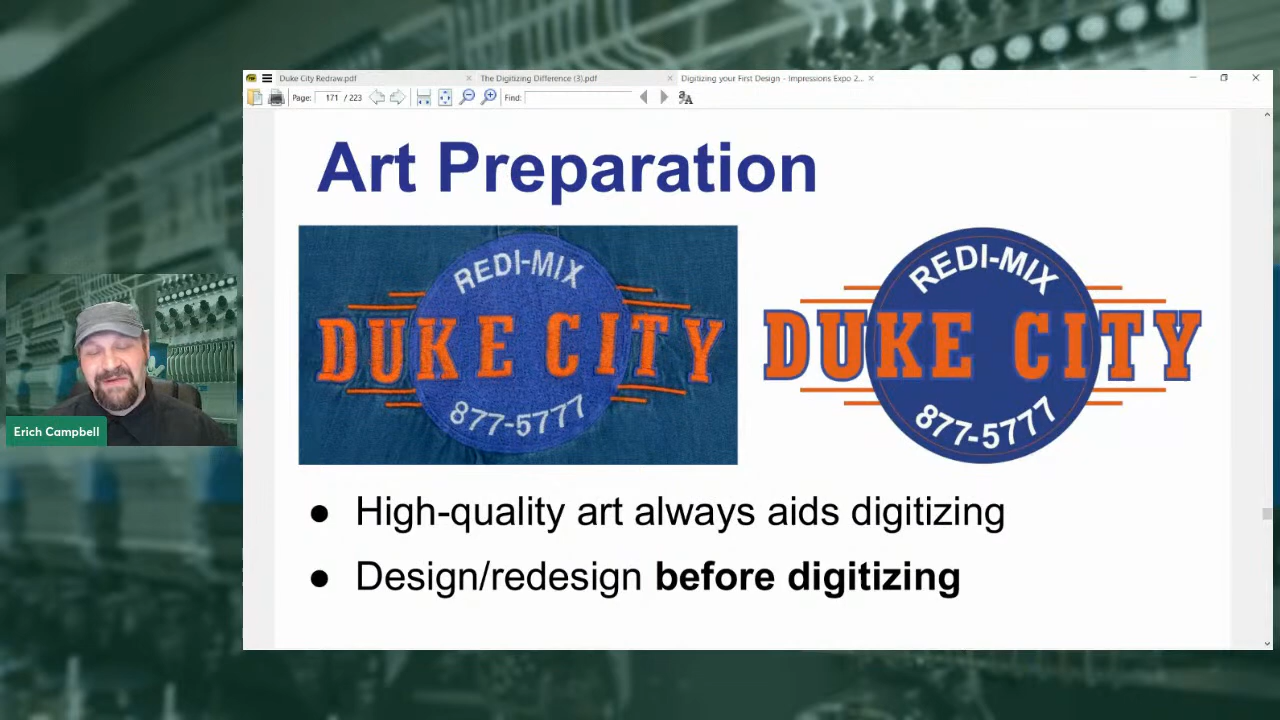 Duke City Redraw.pdf
The Digitizing Difference (3).pdf
Digitizing your First Design - Impressions Expo 2...
Page: 171 / 223
Find:
Art Preparation
REDI-MIX
DUKE CITY
877-5777
REDI-MIX
DUKE CITY
877-5777
Erich Campbell
● High-quality art always aids digitizing
● Design/redesign before digitizing